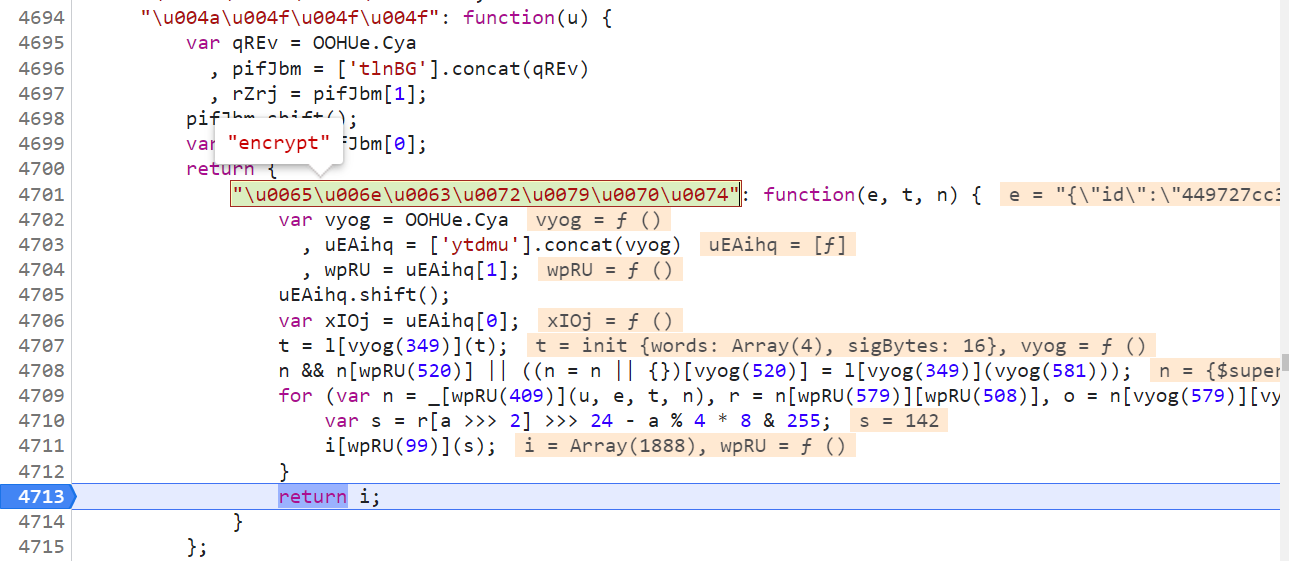 4694 "\u004a\u004f\u004f\u004f": function(u) {
4695 var qREv = OOHUe.Cya
4696 , pifJbm = ['tlnBG'].concat(qREv)
4697 , rZrj = pifJbm[1];
4698 pifJbm.shift();
"encrypt"
4699 var fJbm[0];
4700 return {
4701 "\u0065\u006e\u0063\u0072\u0079\u0070\u0074": function(e, t, n) { e = "{\"id\":\"449727cc3
4702 var vyog = OOHUe.Cya vyog = ƒ ()
4703 , uEAihq = ['ytdmu'].concat(vyog) uEAihq = [ƒ]
4704 , wpRU = uEAihq[1]; wpRU = ƒ ()
4705 uEAihq.shift();
4706 var xIOj = uEAihq[0]; xIOj = ƒ ()
4707 t = l[vyog(349)](t); t = init {words: Array(4), sigBytes: 16}, vyog = ƒ ()
4708 n && n[wpRU(520)] || ((n = n || {})[vyog(520)] = l[vyog(349)](vyog(581))); n = {$super
4709 for (var n = _[wpRU(409)](u, e, t, n), r = n[wpRU(579)][wpRU(508)], o = n[vyog(579)][vy
4710 var s = r[a >>> 2] >>> 24 - a % 4 * 8 & 255; s = 142
4711 i[wpRU(99)](s); i = Array(1888), wpRU = ƒ ()
4712 }
4713 return i;
4714 }
4715 };